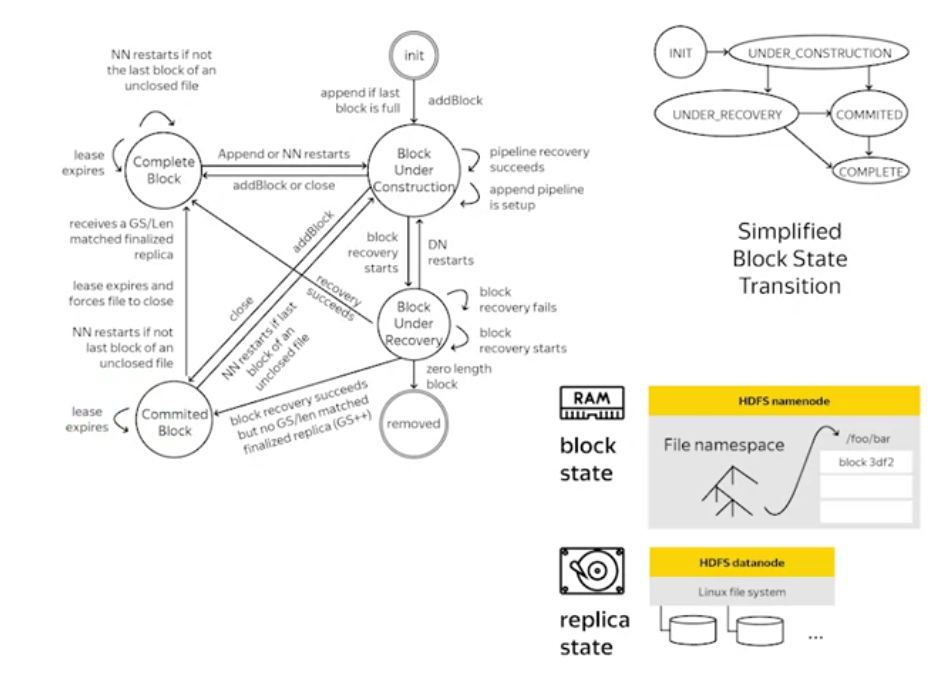 init
NN restarts if not
the last block of an
unclosed file
append if last
block is full
addBlock
lease
expires
Complete
Block
Append or NN restarts
addBlock or close
Block
Under
Construction
pipeline recovery
succeeds
append pipeline
is setup
receives a GS/Len
matched finalized
replica
lease expires and
forces file to close
NN restarts if not
last block of an
unclosed file
addBlock
close
NN restarts if last
block of an
unclosed file
recovery
succeeds
block
recovery
starts
DN
restarts
Block
Under
Recovery
block
recovery fails
block
recovery starts
zero length
block
removed
block recovery succeeds
but no GS/len matched
finalized replica (GS++)
lease
expires
Commited
Block
INIT
UNDER_CONSTRUCTION
UNDER_RECOVERY
COMMITED
COMPLETE
Simplified
Block State
Transition
RAM
block
state
HDFS namenode
File namespace
/foo/bar
block 3df2
replica
state
HDFS datanode
Linux file system
...